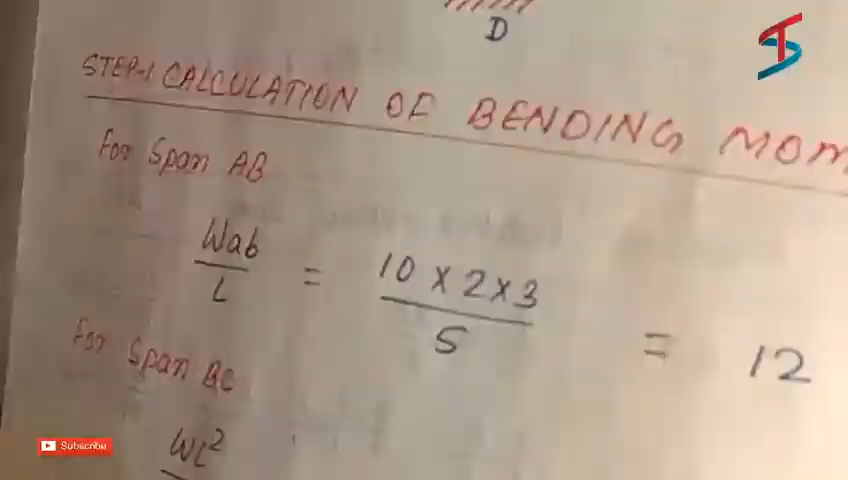 D
STEP-1 CALCULATION OF BENDING MOM
For Span AB
Wab/L = 10 x 2 x 3/5 = 12
For Span BC
WL²
Subscribe